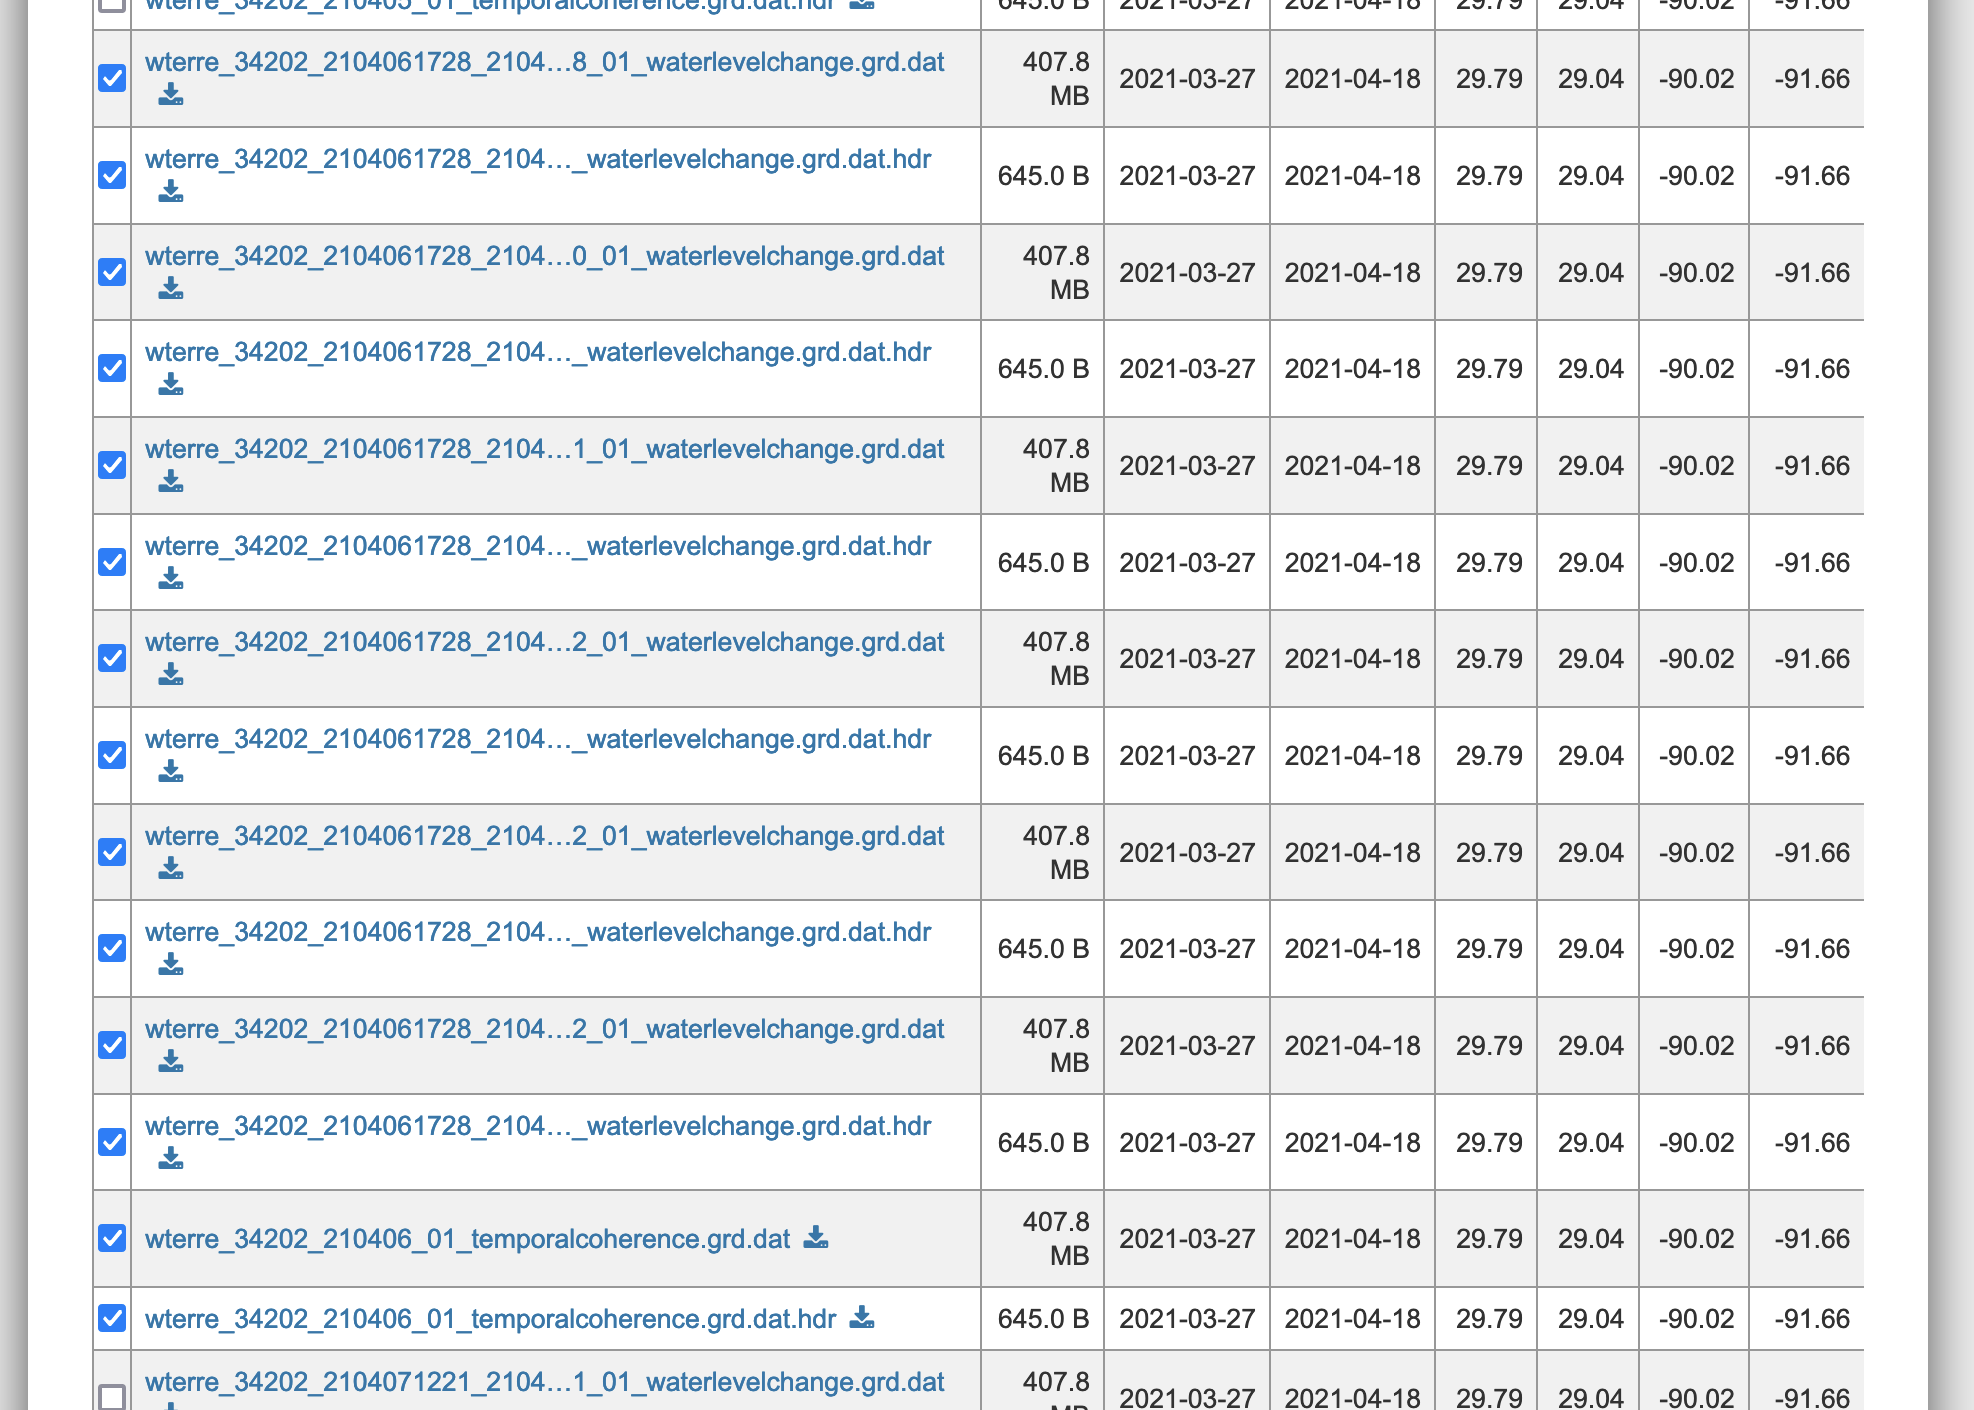 wterre_34202_210405_01_temporalcoherence.grd.dat.hdr 645.0 B 2021-03-27 2021-04-18 29.79 29.04 -90.02 -91.66
wterre_34202_2104061728_2104…8_01_waterlevelchange.grd.dat 407.8 MB 2021-03-27 2021-04-18 29.79 29.04 -90.02 -91.66
wterre_34202_2104061728_2104…_waterlevelchange.grd.dat.hdr 645.0 B 2021-03-27 2021-04-18 29.79 29.04 -90.02 -91.66
wterre_34202_2104061728_2104…0_01_waterlevelchange.grd.dat 407.8 MB 2021-03-27 2021-04-18 29.79 29.04 -90.02 -91.66
wterre_34202_2104061728_2104…_waterlevelchange.grd.dat.hdr 645.0 B 2021-03-27 2021-04-18 29.79 29.04 -90.02 -91.66
wterre_34202_2104061728_2104…1_01_waterlevelchange.grd.dat 407.8 MB 2021-03-27 2021-04-18 29.79 29.04 -90.02 -91.66
wterre_34202_2104061728_2104…_waterlevelchange.grd.dat.hdr 645.0 B 2021-03-27 2021-04-18 29.79 29.04 -90.02 -91.66
wterre_34202_2104061728_2104…2_01_waterlevelchange.grd.dat 407.8 MB 2021-03-27 2021-04-18 29.79 29.04 -90.02 -91.66
wterre_34202_2104061728_2104…_waterlevelchange.grd.dat.hdr 645.0 B 2021-03-27 2021-04-18 29.79 29.04 -90.02 -91.66
wterre_34202_2104061728_2104…2_01_waterlevelchange.grd.dat 407.8 MB 2021-03-27 2021-04-18 29.79 29.04 -90.02 -91.66
wterre_34202_2104061728_2104…_waterlevelchange.grd.dat.hdr 645.0 B 2021-03-27 2021-04-18 29.79 29.04 -90.02 -91.66
wterre_34202_2104061728_2104…2_01_waterlevelchange.grd.dat 407.8 MB 2021-03-27 2021-04-18 29.79 29.04 -90.02 -91.66
wterre_34202_2104061728_2104…_waterlevelchange.grd.dat.hdr 645.0 B 2021-03-27 2021-04-18 29.79 29.04 -90.02 -91.66
wterre_34202_210406_01_temporalcoherence.grd.dat 407.8 MB 2021-03-27 2021-04-18 29.79 29.04 -90.02 -91.66
wterre_34202_210406_01_temporalcoherence.grd.dat.hdr 645.0 B 2021-03-27 2021-04-18 29.79 29.04 -90.02 -91.66
wterre_34202_2104071221_2104…1_01_waterlevelchange.grd.dat 407.8 MB 2021-03-27 2021-04-18 29.79 29.04 -90.02 -91.66